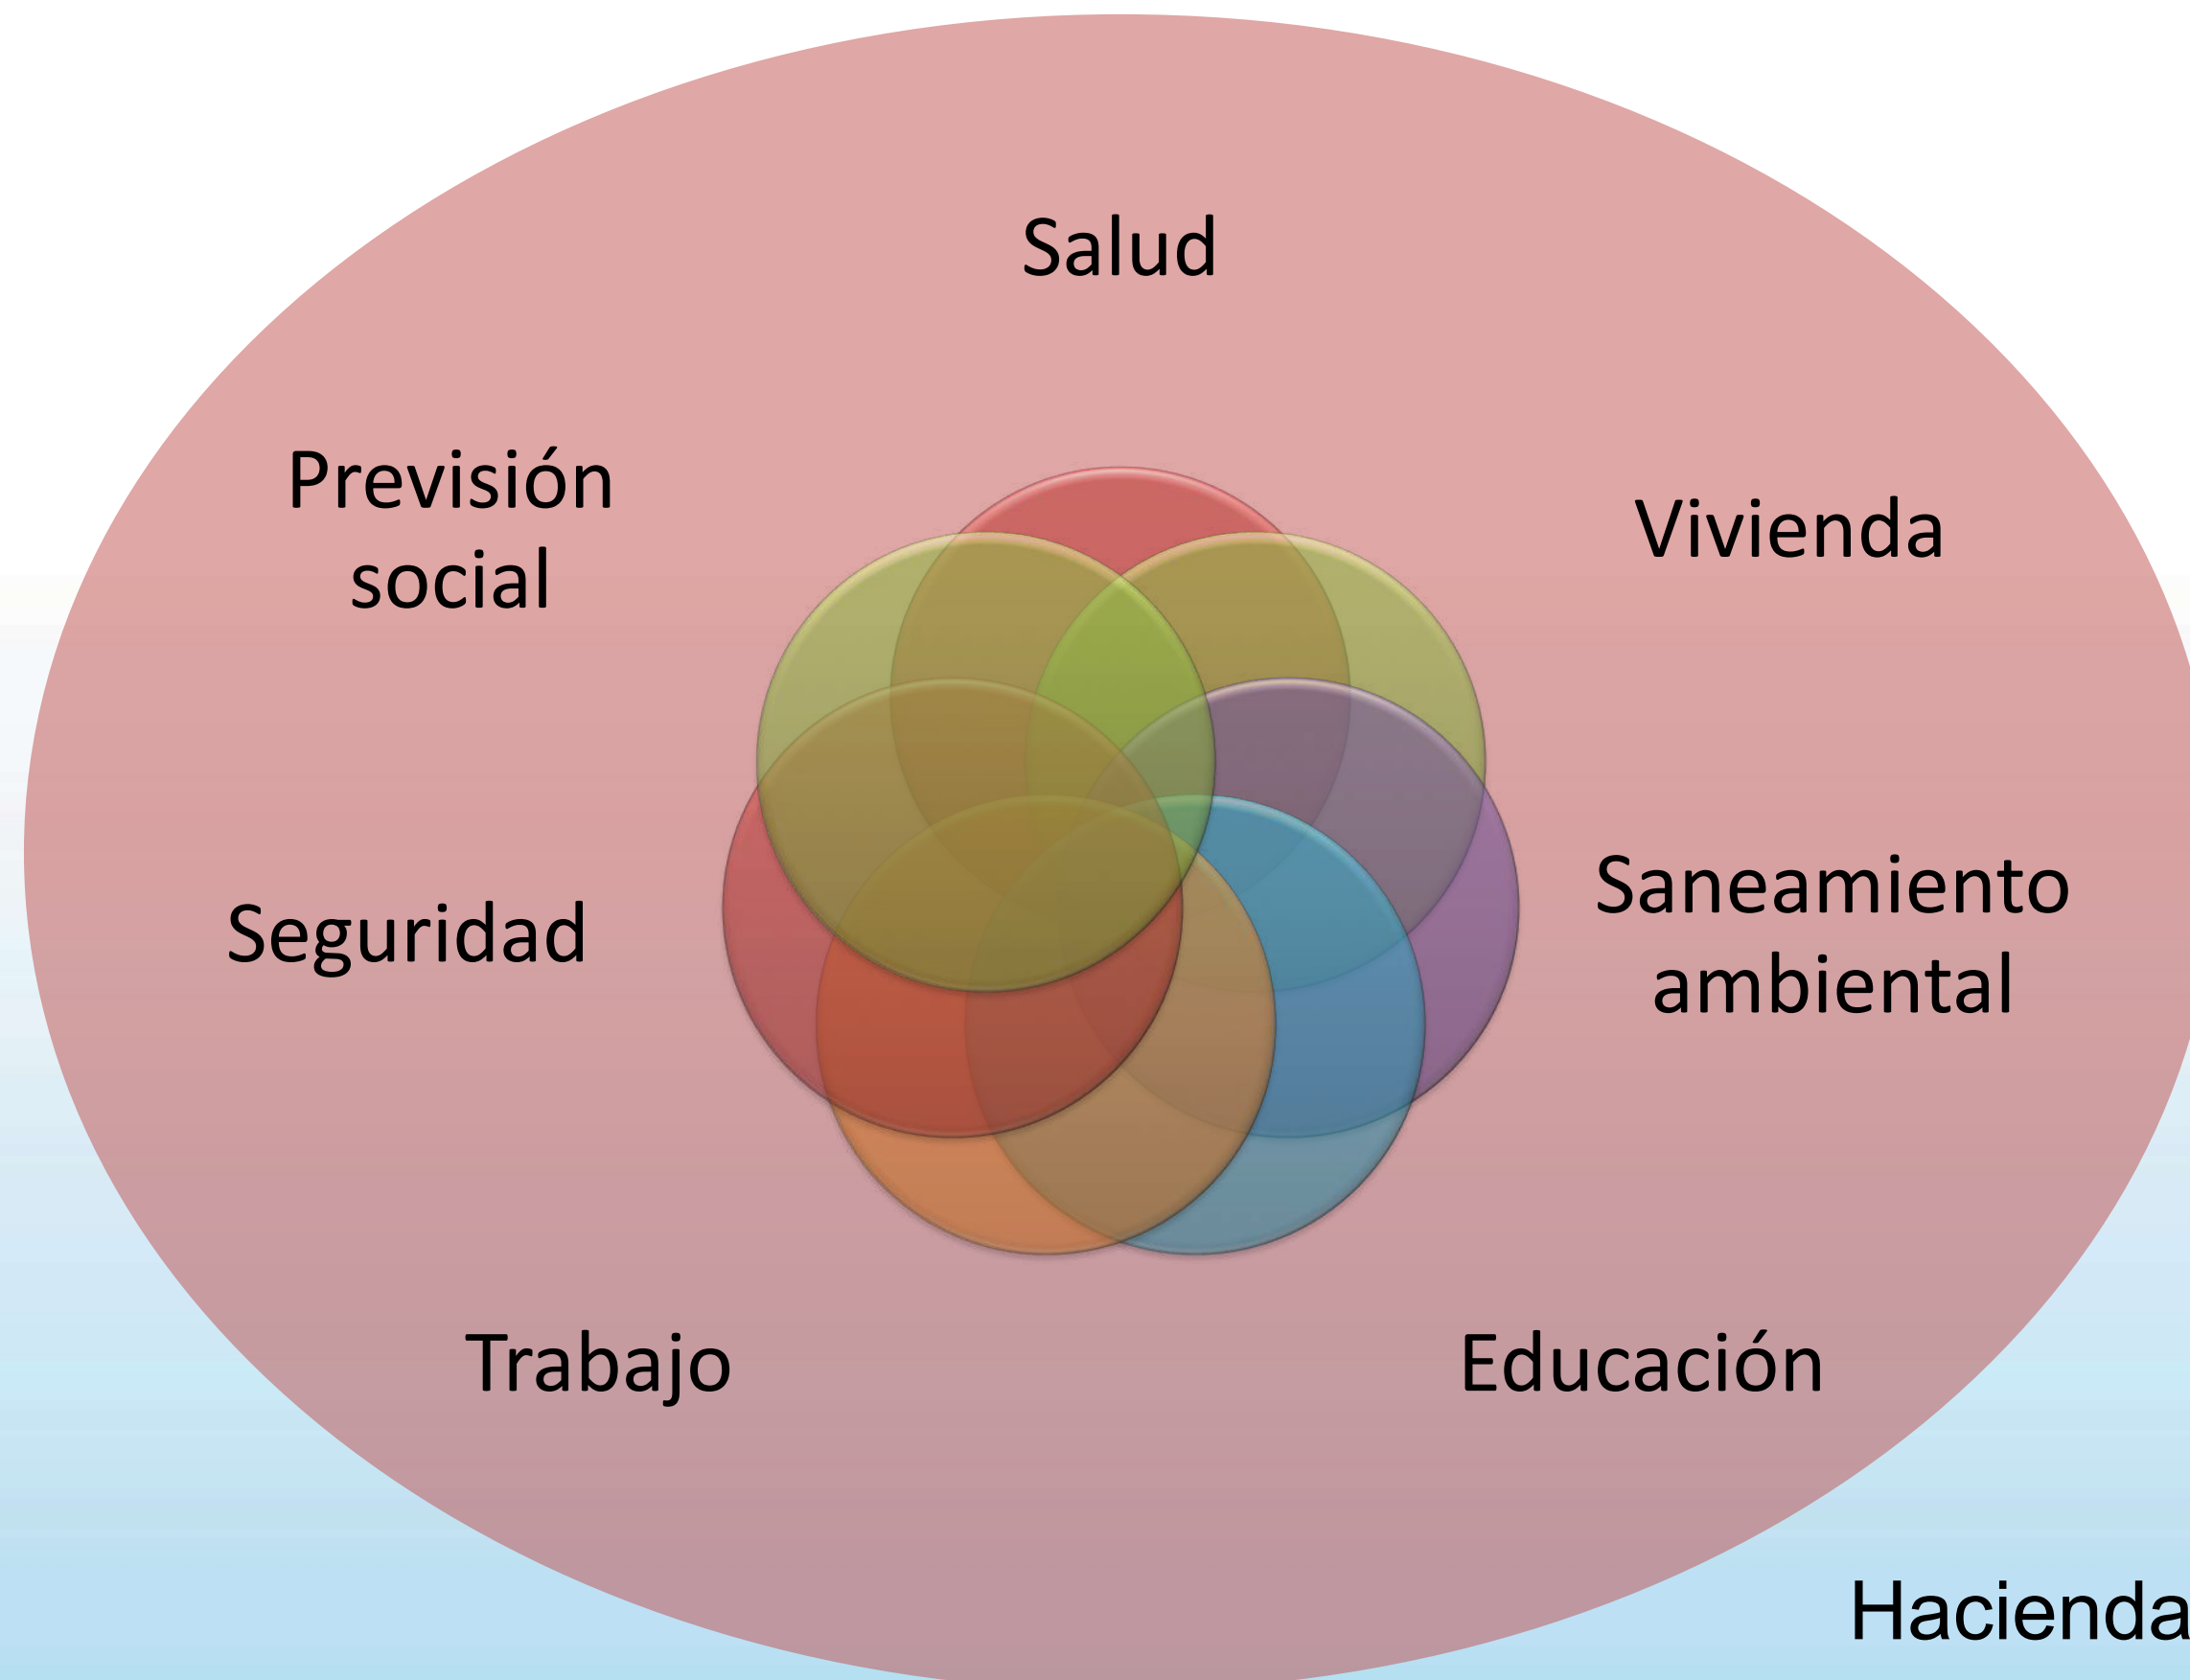 Salud
Previsión
social
Vivienda
Seguridad
Saneamiento
ambiental
Trabajo
Educación
Hacienda